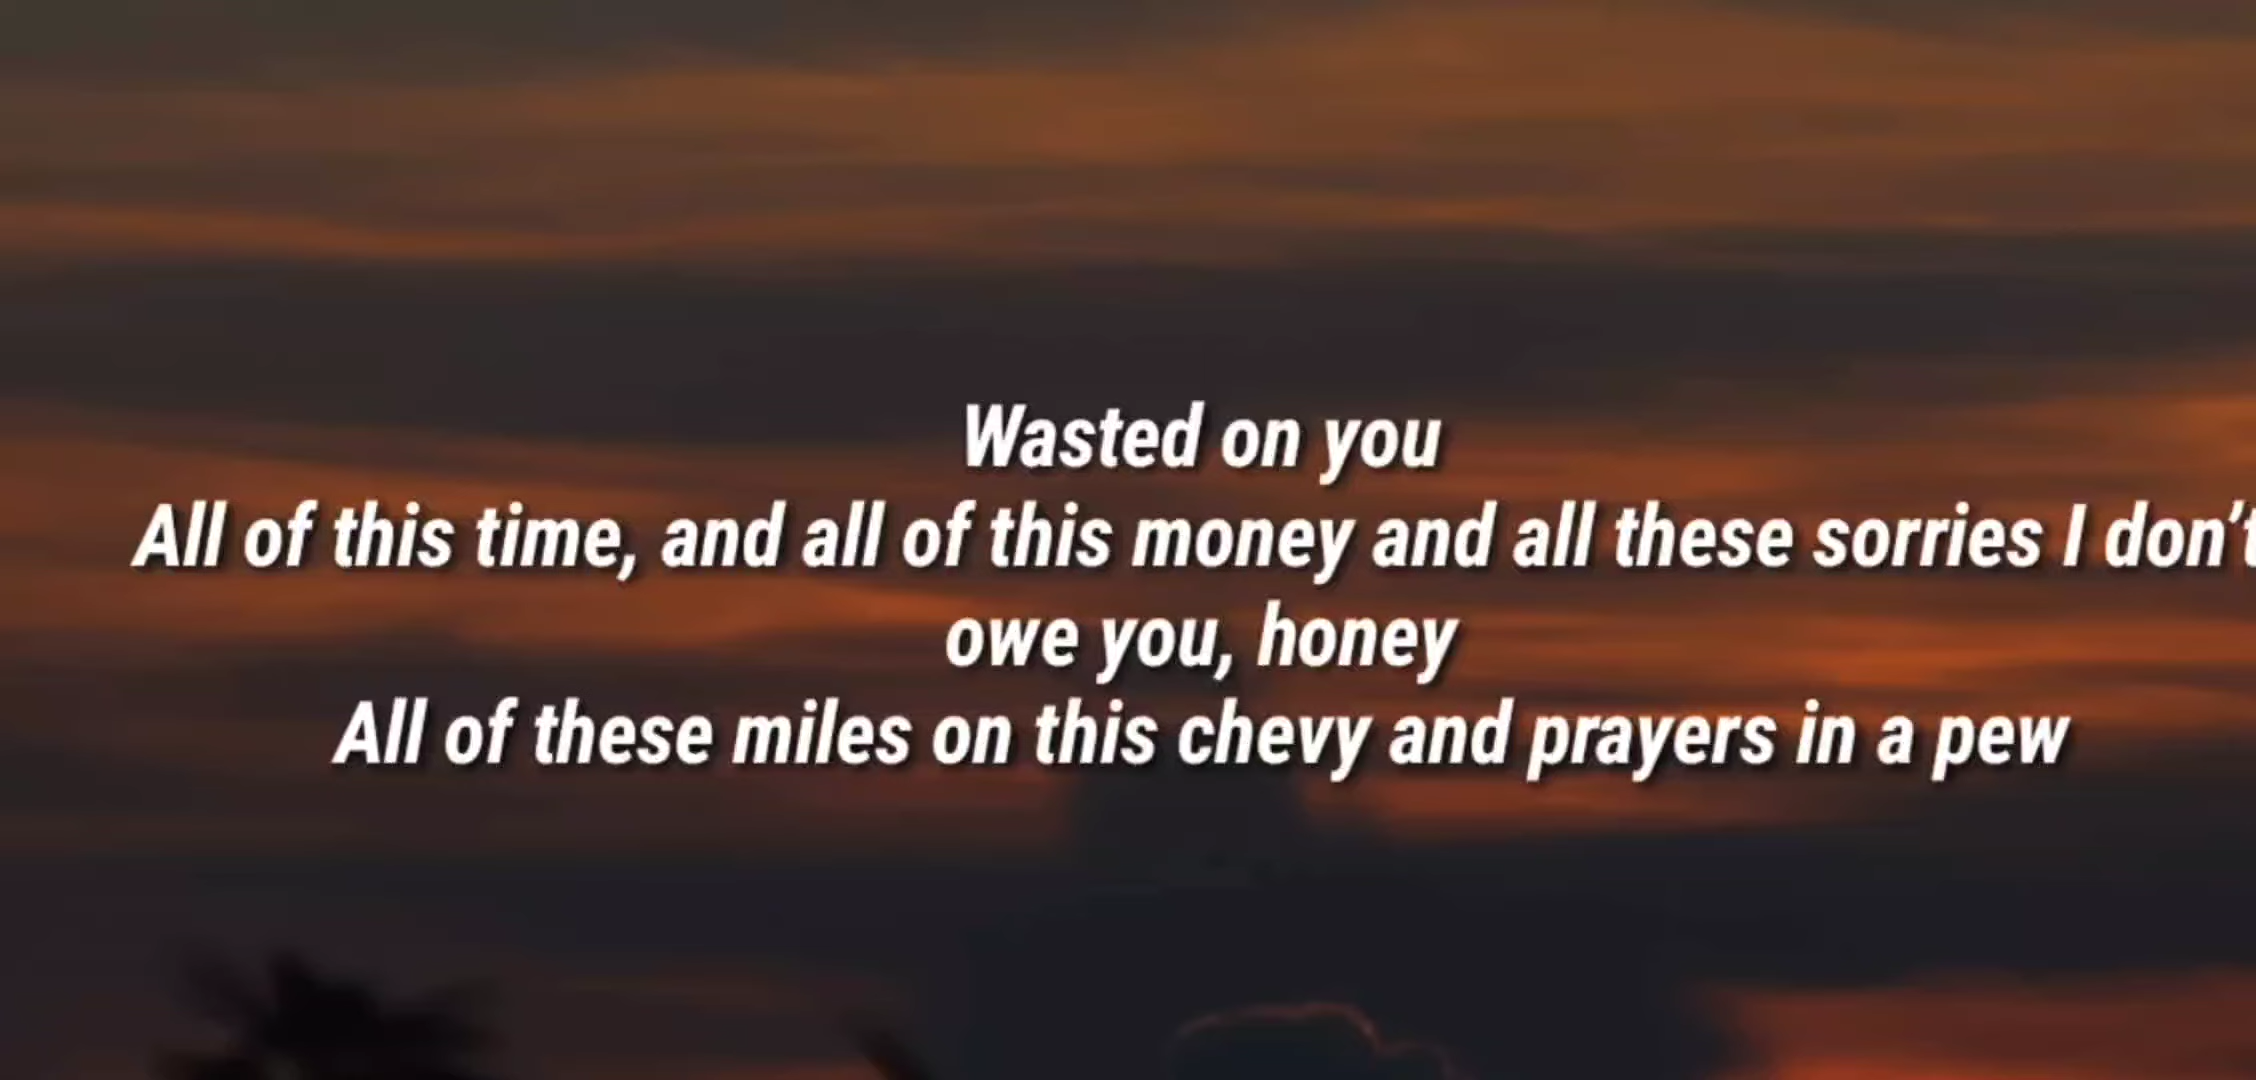 Wasted on you
All of this time, and all of this money and all these sorries I don't
owe you, honey
All of these miles on this chevy and prayers in a pew